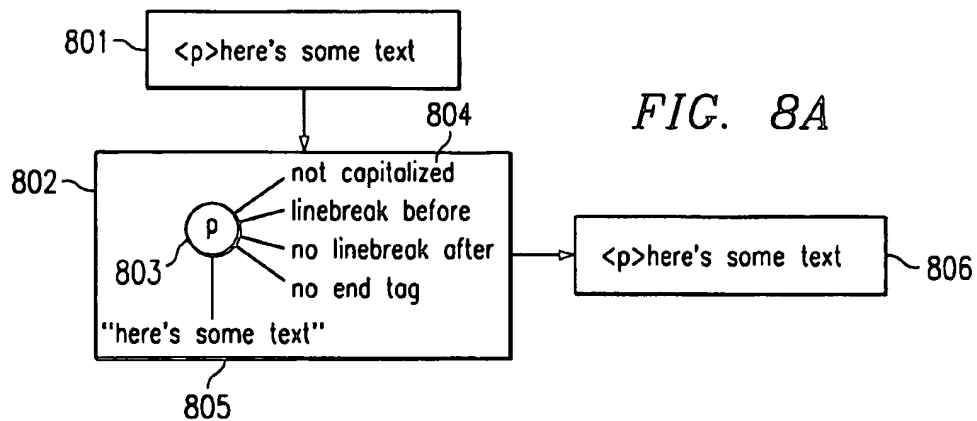 801
<p>here's some text
FIG. 8A
804
802
not capitalized
linebreak before
p
no linebreak after
803
no end tag
"here's some text"
805
<p>here's some text
806